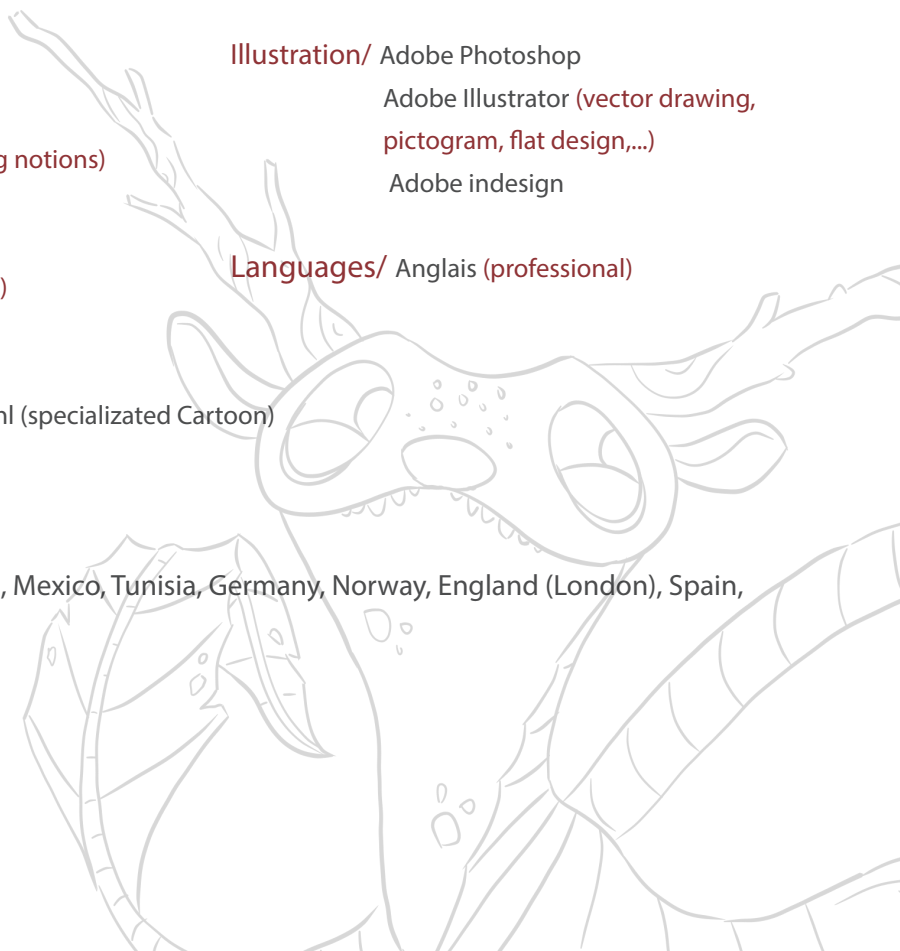 Illustration/ Adobe Photoshop
Adobe Illustrator (vector drawing,
pictogram, flat design,...)
Adobe indesign
notions)
Languages/ Anglais (professional)
)
(specializated Cartoon)
, Mexico, Tunisia, Germany, Norway, England (London), Spain,